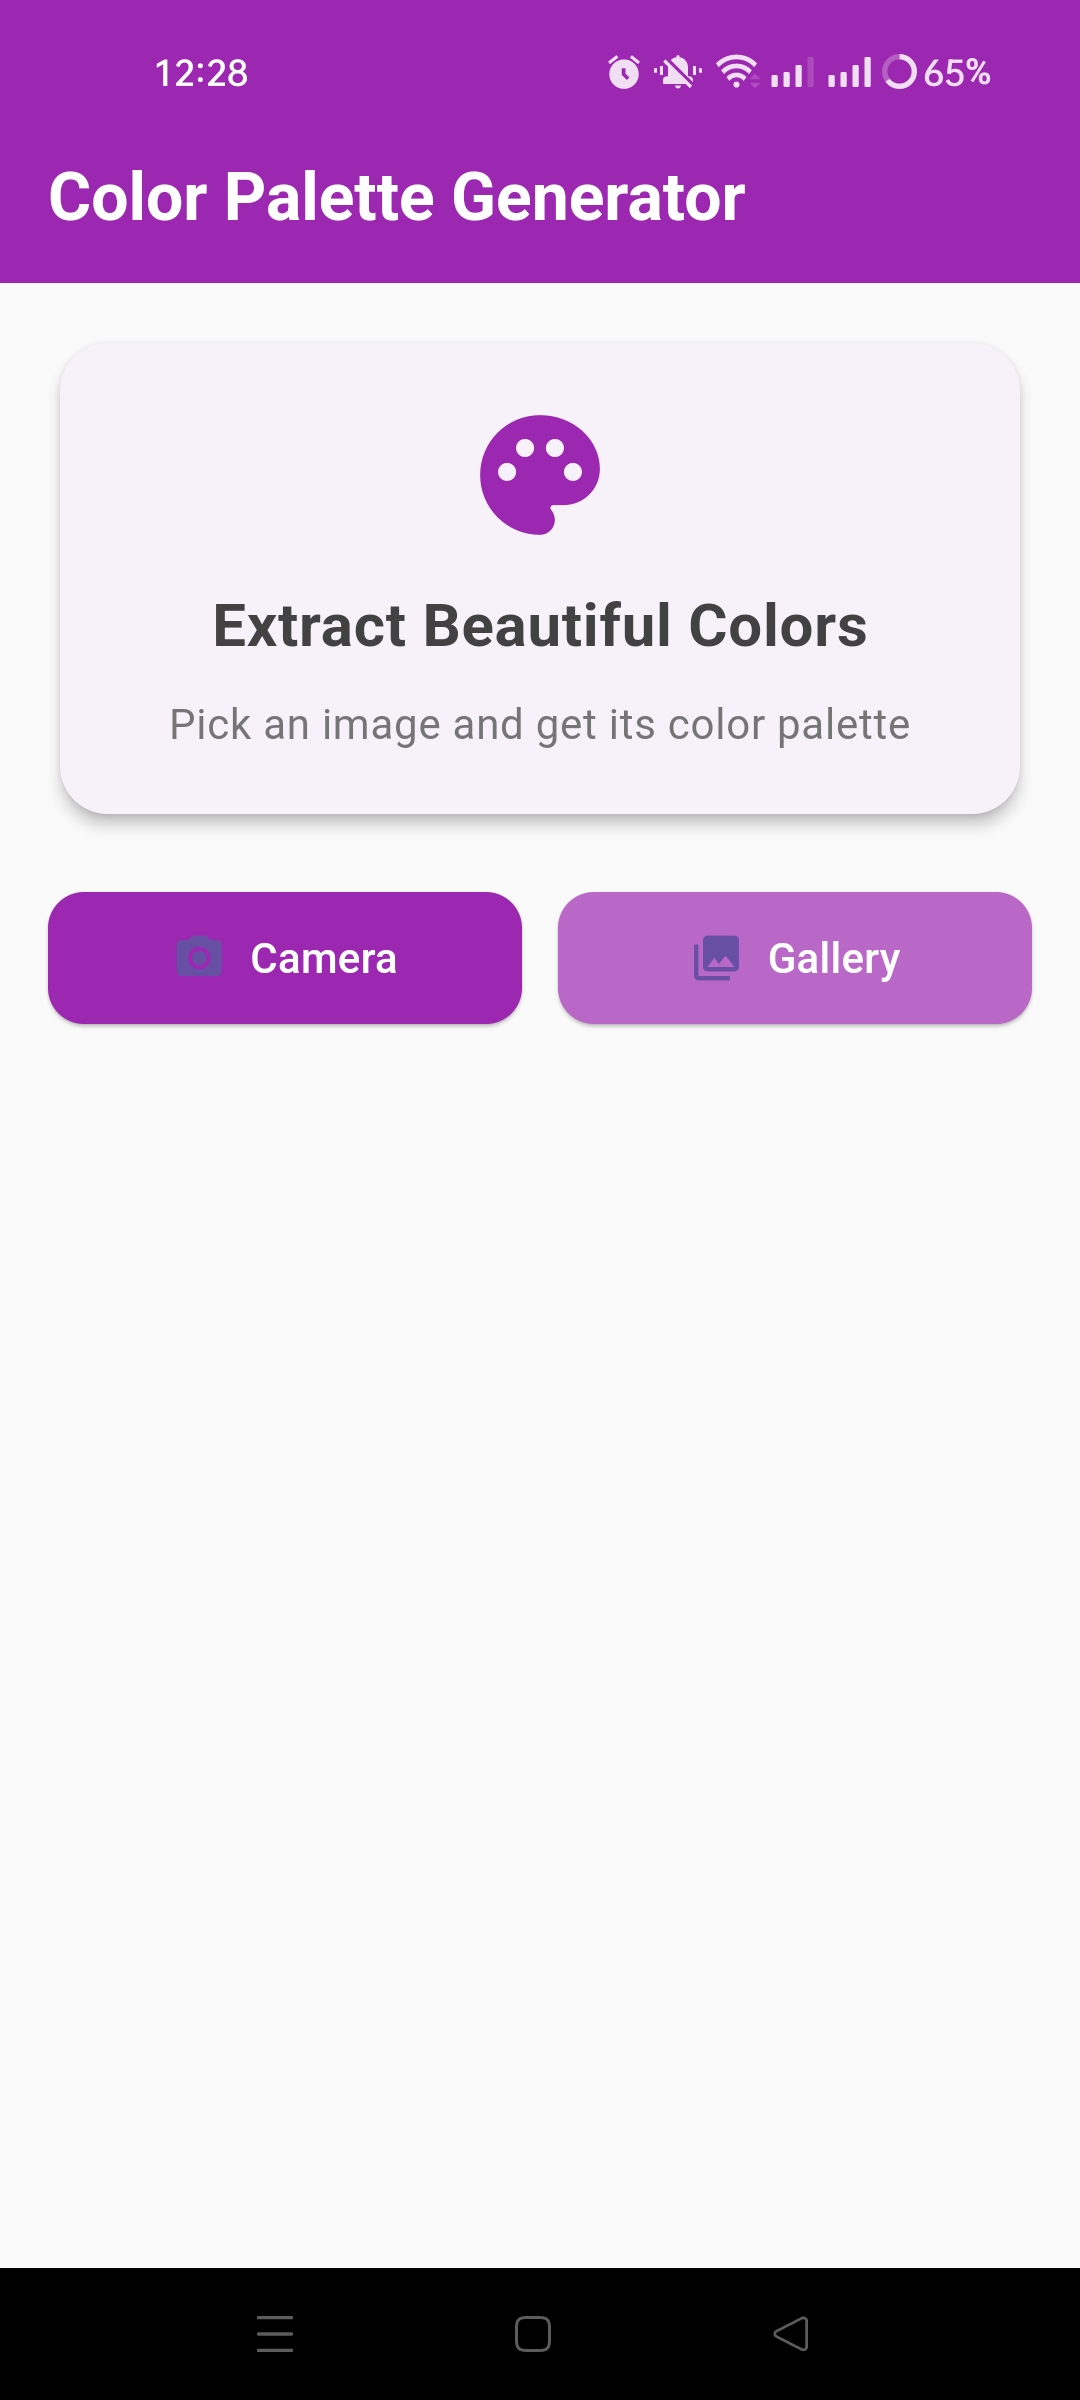 12:28 65%
Color Palette Generator
Extract Beautiful Colors
Pick an image and get its color palette
Camera Gallery